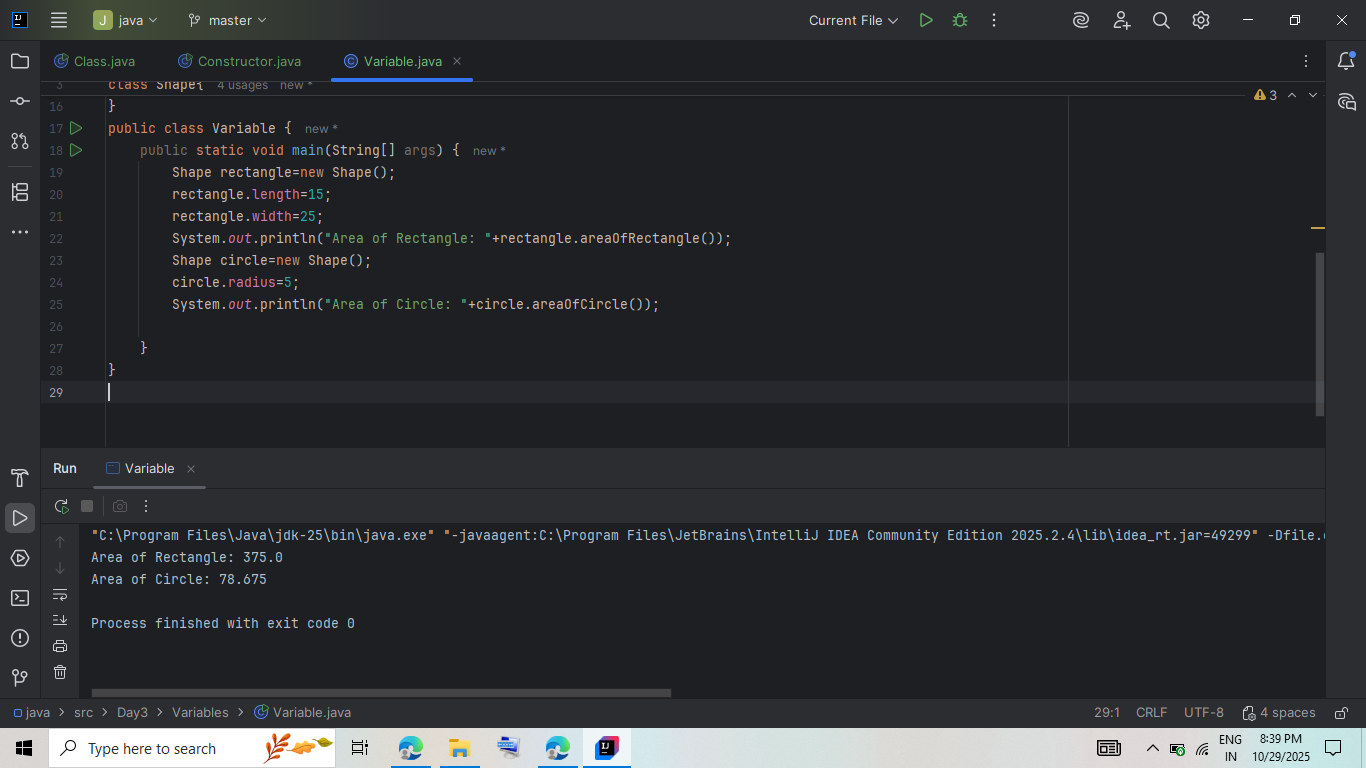 J java master Current File
Class.java Constructor.java Variable.java
3 class Shape{ 4 usages new *
3
16 }
17 public class Variable { new *
18 public static void main(String[] args) { new *
19 Shape rectangle=new Shape();
20 rectangle.length=15;
21 rectangle.width=25;
22 System.out.println("Area of Rectangle: "+rectangle.areaOfRectangle());
23 Shape circle=new Shape();
24 circle.radius=5;
25 System.out.println("Area of Circle: "+circle.areaOfCircle());
26
27 }
28 }
29
Run Variable
"C:\Program Files\Java\jdk-25\bin\java.exe" "-javaagent:C:\Program Files\JetBrains\IntelliJ IDEA Community Edition 2025.2.4\lib\idea_rt.jar=49299" -Dfile.
Area of Rectangle: 375.0
Area of Circle: 78.675
Process finished with exit code 0
java > src > Day3 > Variables > Variable.java 29:1 CRLF UTF-8 4 spaces
Type here to search
ENG
IN
8:39 PM
10/29/2025